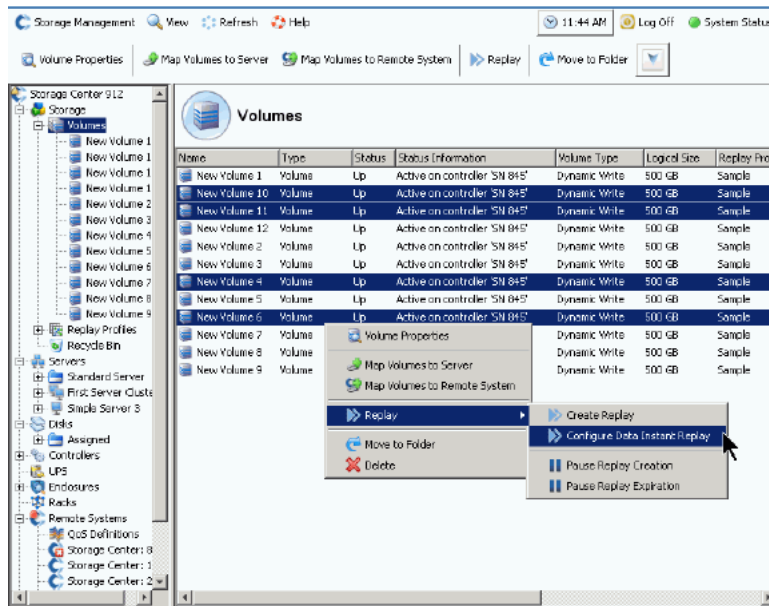 Storage Management View Refresh Help 11:44 AM Log Off System Statu
Volume Properties Map Volumes to Server Map Volumes to Remote System Replay Move to Folder
Storage Center 912
Storage
Volumes
New Volume 1
New Volume 1
New Volume 1
New Volume 1
New Volume 2
New Volume 3
New Volume 4
New Volume 5
New Volume 6
New Volume 7
New Volume 8
New Volume 9
Replay Profiles
Recycle Bin
Servers
Standard Server
First Server Cluste
Simple Server 3
Disks
Assigned
Controllers
UPS
Enclosures
Racks
Remote Systems
QoS Definitions
Storage Center: 8
Storage Center: 1
Storage Center: 2
Volumes
Name Type Status Status Information Volume Type Logical Size Replay Pro
New Volume 1 Volume Up Active on controller 'SN 845' Dynamic Write 500 GB Sample
New Volume 10 Volume Up Active on controller 'SN 845' Dynamic Write 500 GB Sample
New Volume 11 Volume Up Active on controller 'SN 845' Dynamic Write 500 GB Sample
New Volume 12 Volume Up Active on controller 'SN 845' Dynamic Write 500 GB Sample
New Volume 2 Volume Up Active on controller 'SN 845' Dynamic Write 500 GB Sample
New Volume 3 Volume Up Active on controller 'SN 845' Dynamic Write 500 GB Sample
New Volume 4 Volume Up Active on controller 'SN 845' Dynamic Write 500 GB Sample
New Volume 5 Volume Up Active on controller 'SN 845' Dynamic Write 500 GB Sample
New Volume 6 Volume Up Active on controller 'SN 845' Dynamic Write 500 GB Sample
New Volume 7 Volume Dynamic Write 500 GB Sample
New Volume 8 Volume Dynamic Write 500 GB Sample
New Volume 9 Volume Dynamic Write 500 GB Sample
Volume Properties
Map Volumes to Server
Map Volumes to Remote System
Replay
Move to Folder
Delete
Create Replay
Configure Data Instant Replay
Pause Replay Creation
Pause Replay Expiration